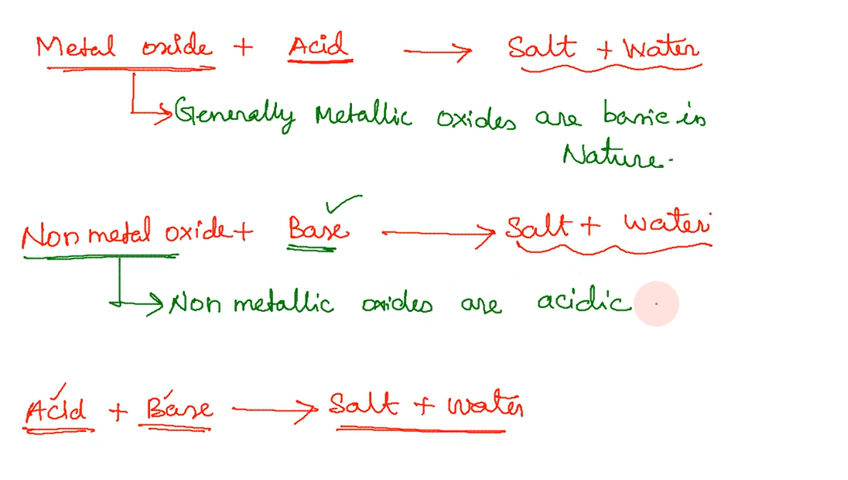 Metal oxide + Acid → Salt + Water
Generally Metallic oxides are basic in
Nature.
Non metal oxide + Base → Salt + water
Non metallic oxides are acidic
Acid + Base → Salt + water